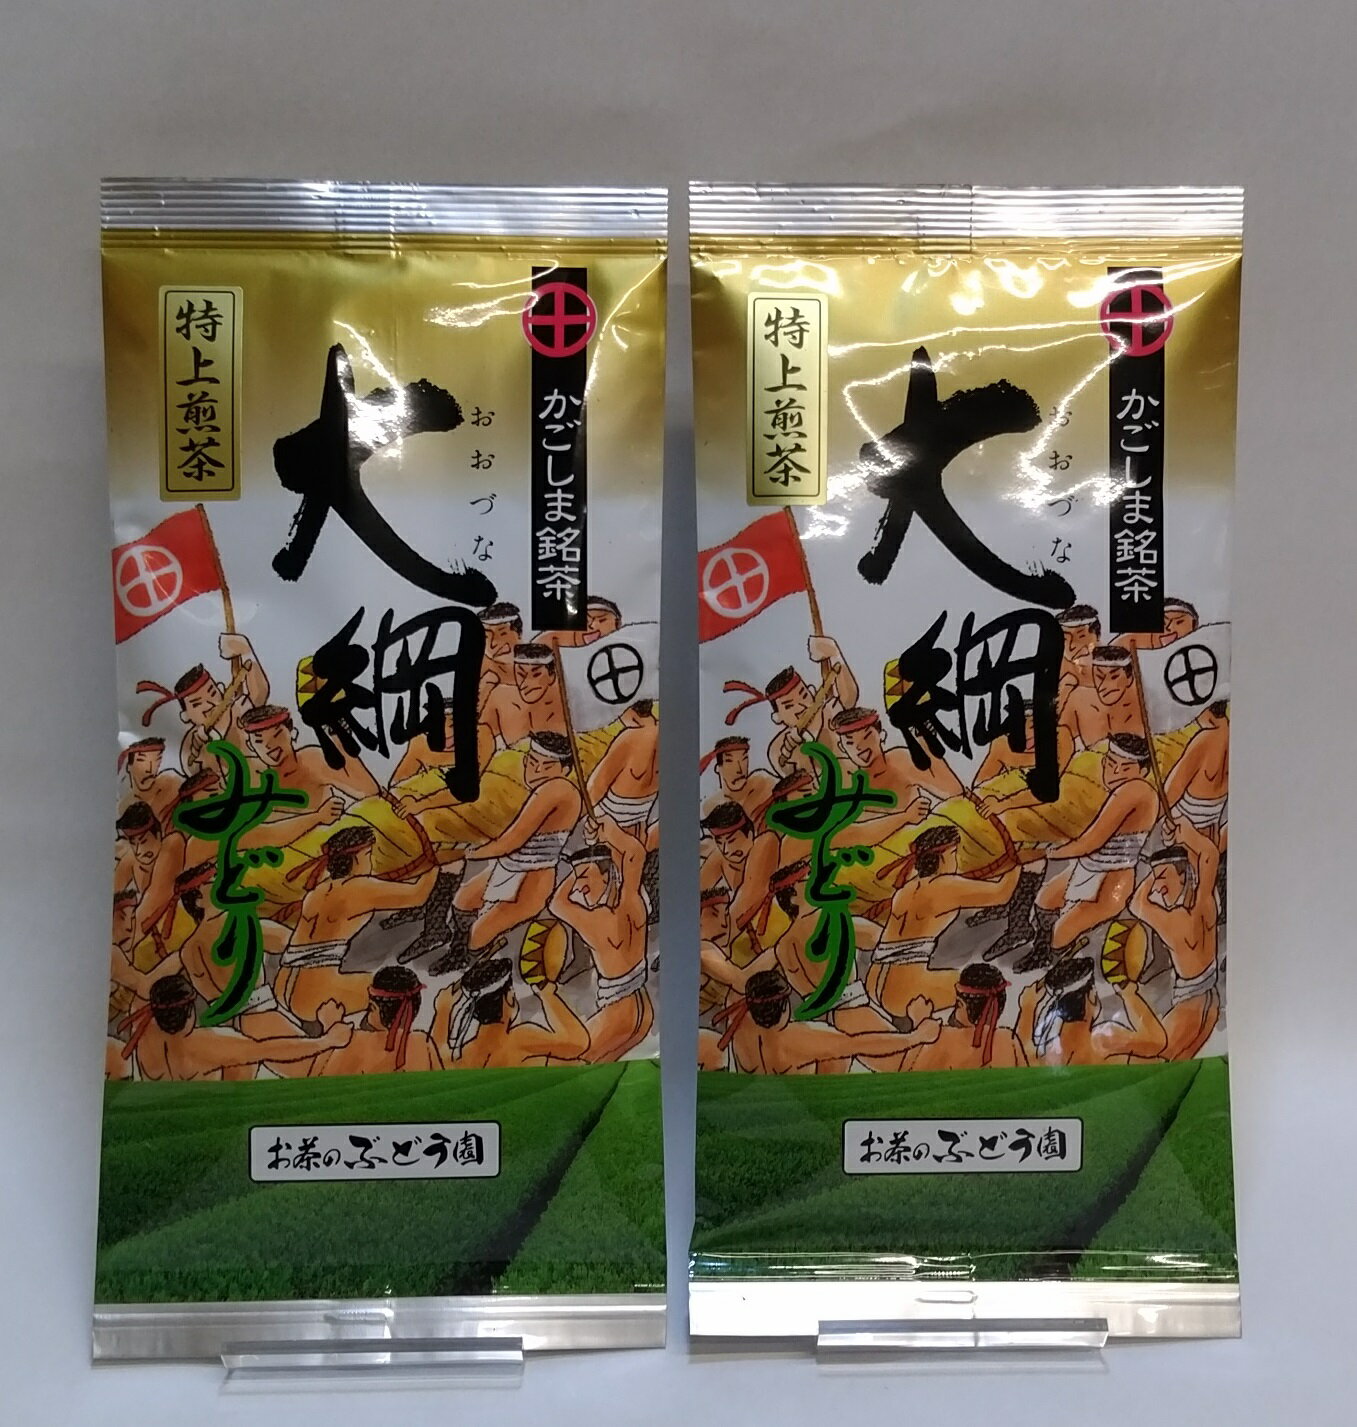 特上煎茶
大綱
おおづな
みどり
かごしま銘茶
お茶のぶどう園
特上煎茶
大綱
おおづな
みどり
かごしま銘茶
お茶のぶどう園